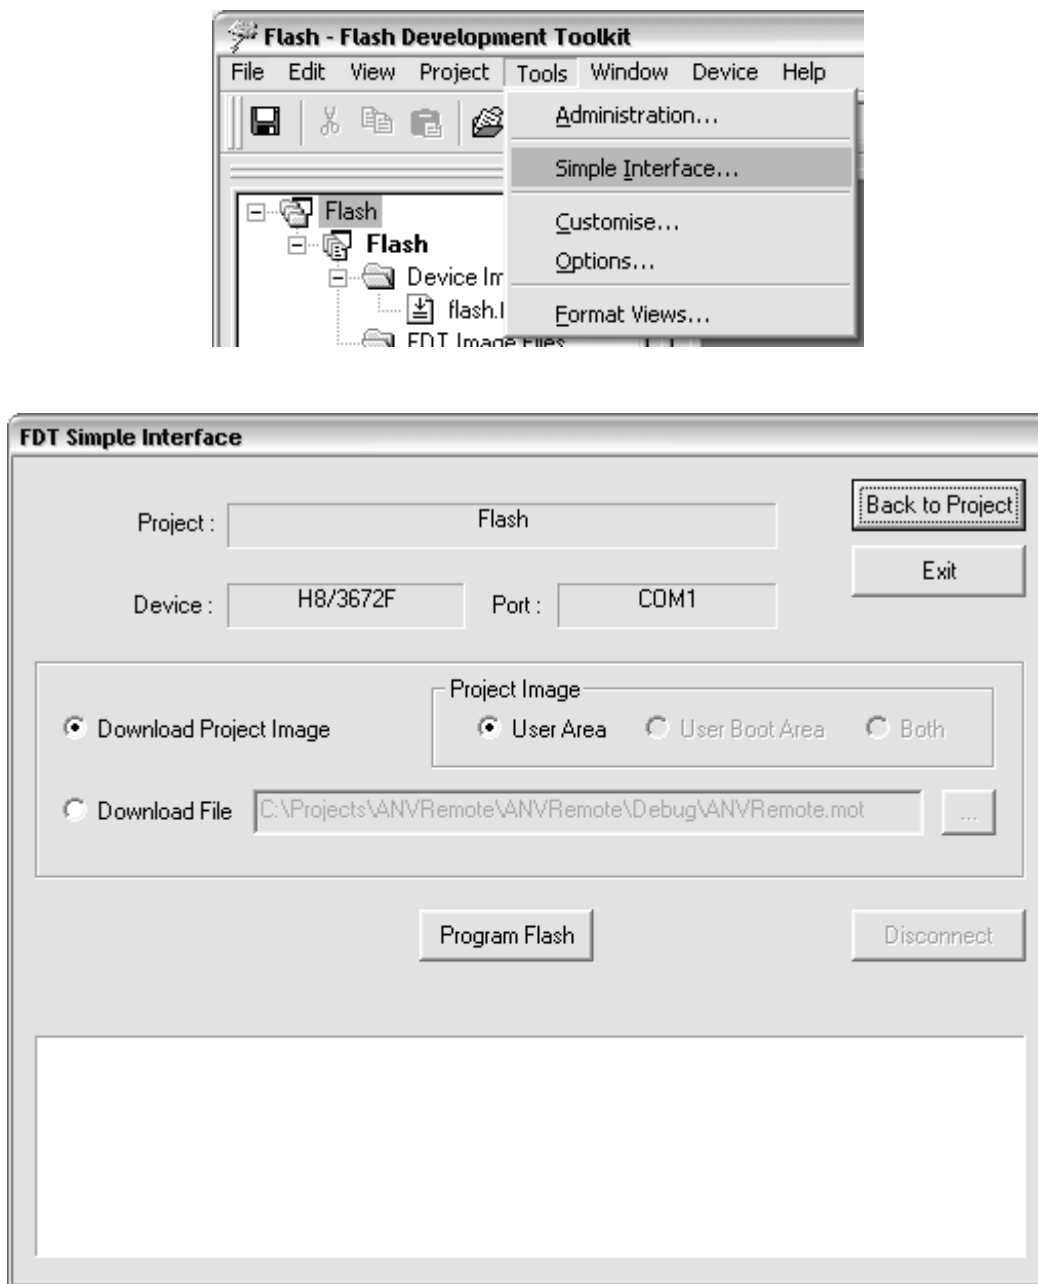 Flash - Flash Development Toolkit
File Edit View Project Tools Window Device Help
Administration...
Simple Interface...
Customise...
Options...
Format Views...
Flash
Flash
Device
flash.
FDT Image Files
FDT Simple Interface
Project : Flash
Back to Project
Exit
Device : H8/3672F Port : COM1
Project Image
Download Project Image User Area User Boot Area Both
Download File C:\Projects\ANVRemote\ANVRemote\Debug\ANVRemote.mot ...
Program Flash Disconnect